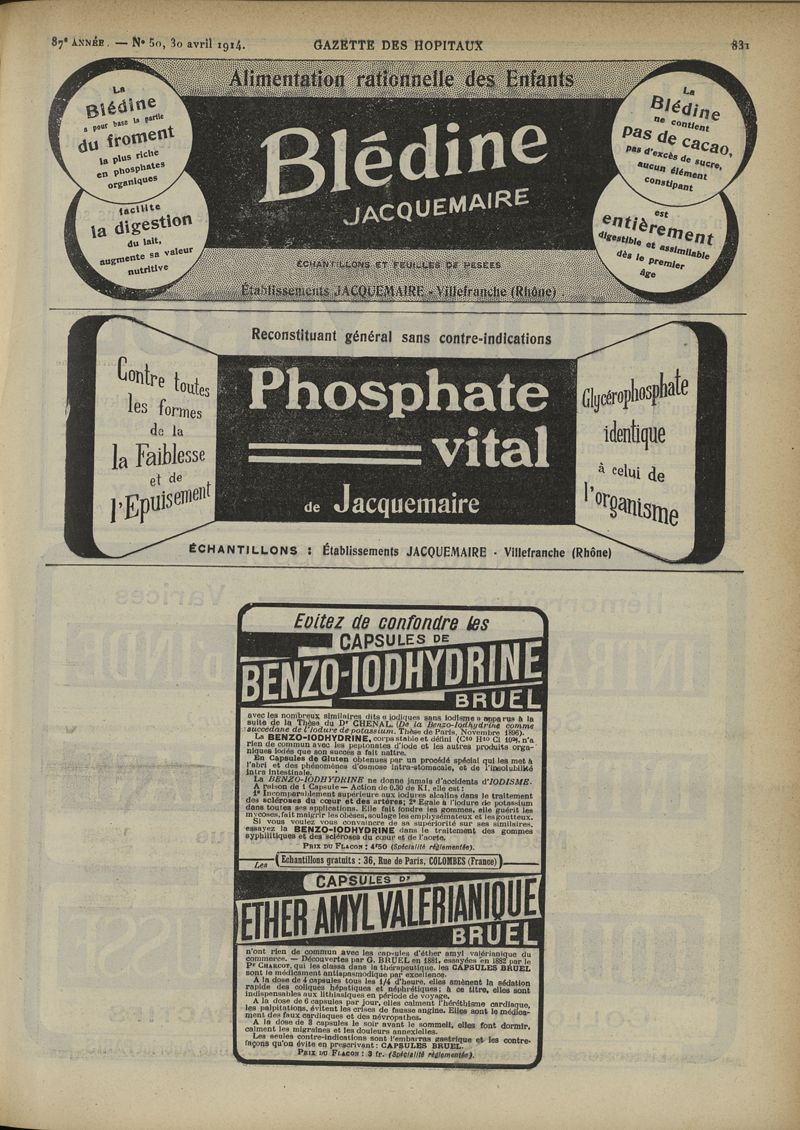 87e ANNÉE. — No 50, 30 avril 1914.
GAZETTE DES HOPITAUX
831
Alimentation rationnelle des Enfants
La
Blédine
a pour base la partie
du froment
la plus riche
en phosphates
organiques
facilite
la digestion
du lait,
augmente sa valeur
nutritive
Blédine
JACQUEMAIRE
La
Blédine
ne contient
pas de cacao,
pas d'excès de sucre,
aucun élément
constipant
est
entièrement
digestible et assimilable
dès le premier
âge
ÉCHANTILLONS ET FEUILLES DE PESÉES
Établissements JACQUEMAIRE - Villefranche (Rhône).
Reconstituant général sans contre-indications
Contre toutes
les formes
de la
la Faiblesse
et de
l'Epuisement
Phosphate
vital
de Jacquemaire
Glycérophosphate
identique
à celui de
l'organisme
ÉCHANTILLONS : Établissements JACQUEMAIRE - Villefranche (Rhône)
Evitez de confondre les
CAPSULES DE
BENZO-IODHYDRINE
BRUEL
avec les nombreux similaires dits « iodiques sans iodisme » apparus à la
suite de la Thèse du Dr CHENAL. (De la Benzo-Iodhydrine comme
succédané de l'Iodure de potassium. Thèse de Paris, Novembre 1896).
La BENZO-IODHYDRINE, corps stable et défini n'a
rien de commun avec les peptonates d'iode et les autres produits orga-
niques iodés que son succès a fait naître.
En Capsules de Gluten obtenues par un procédé spécial qui les met à
l'abri et des phénomènes d'osmose intra-stomacale, et de l'insolubilité
intra intestinale.
La BENZO-IODHYDRINE ne donne jamais d'accidents d'IODISME.
A raison de 1 Capsule — Action de 0.30 de KI, elle est :
1° Incomparablement supérieure aux iodures alcalins dans le traitement
des scléroses du cœur et des artères; 2° Egale à l'iodure de potassium
dans toutes ses applications. Elle fait fondre les gommes, elle guérit les
mycoses, fait maigrir les obèses, soulage les emphysémateux et les goutteux.
Si vous voulez vous convaincre de sa supériorité sur ses similaires,
essayez la BENZO-IODHYDRINE dans le traitement des gommes
syphilitiques et des scléroses du cœur et de l'aorte.
PRIX DU FLACON : 4f50 (Spécialité réglementée).
Echantillons gratuits : 36, Rue de Paris, COLOMBES (France)
Les
CAPSULES D'
ETHER AMYL VALERIANIQUE
BRUEL
n'ont rien de commun avec les capsules d'éther amyl valérianique du
commerce. — Découvertes par G. BRUEL en 1881, essayées en 1882 par le
Pr CHARCOT, qui les classa dans la thérapeutique, les CAPSULES BRUEL
sont le médicament antispasmodique par excellence.
A la dose de 4 capsules tous les 1/4 d'heure, elles amènent la sédation
rapide des coliques hépatiques et néphrétiques; à ce titre, elles sont
indispensables aux lithiasiques en période de voyage.
A la dose de 6 capsules par jour, elles calment l'héréthisme cardiaque,
les palpitations, évitent les crises de fausse angine. Elles sont le médica-
ment des faux cardiaques et des névropathes.
A la dose de 3 capsules le soir avant le sommeil, elles font dormir,
calment les migraines et les douleurs annexielles.
Les seules contre-indications sont l'embarras gastrique et les contre-
façons qu'on évite en prescrivant : CAPSULES BRUEL.
PRIX DU FLACON : 3 fr. (Spécialité réglementée).